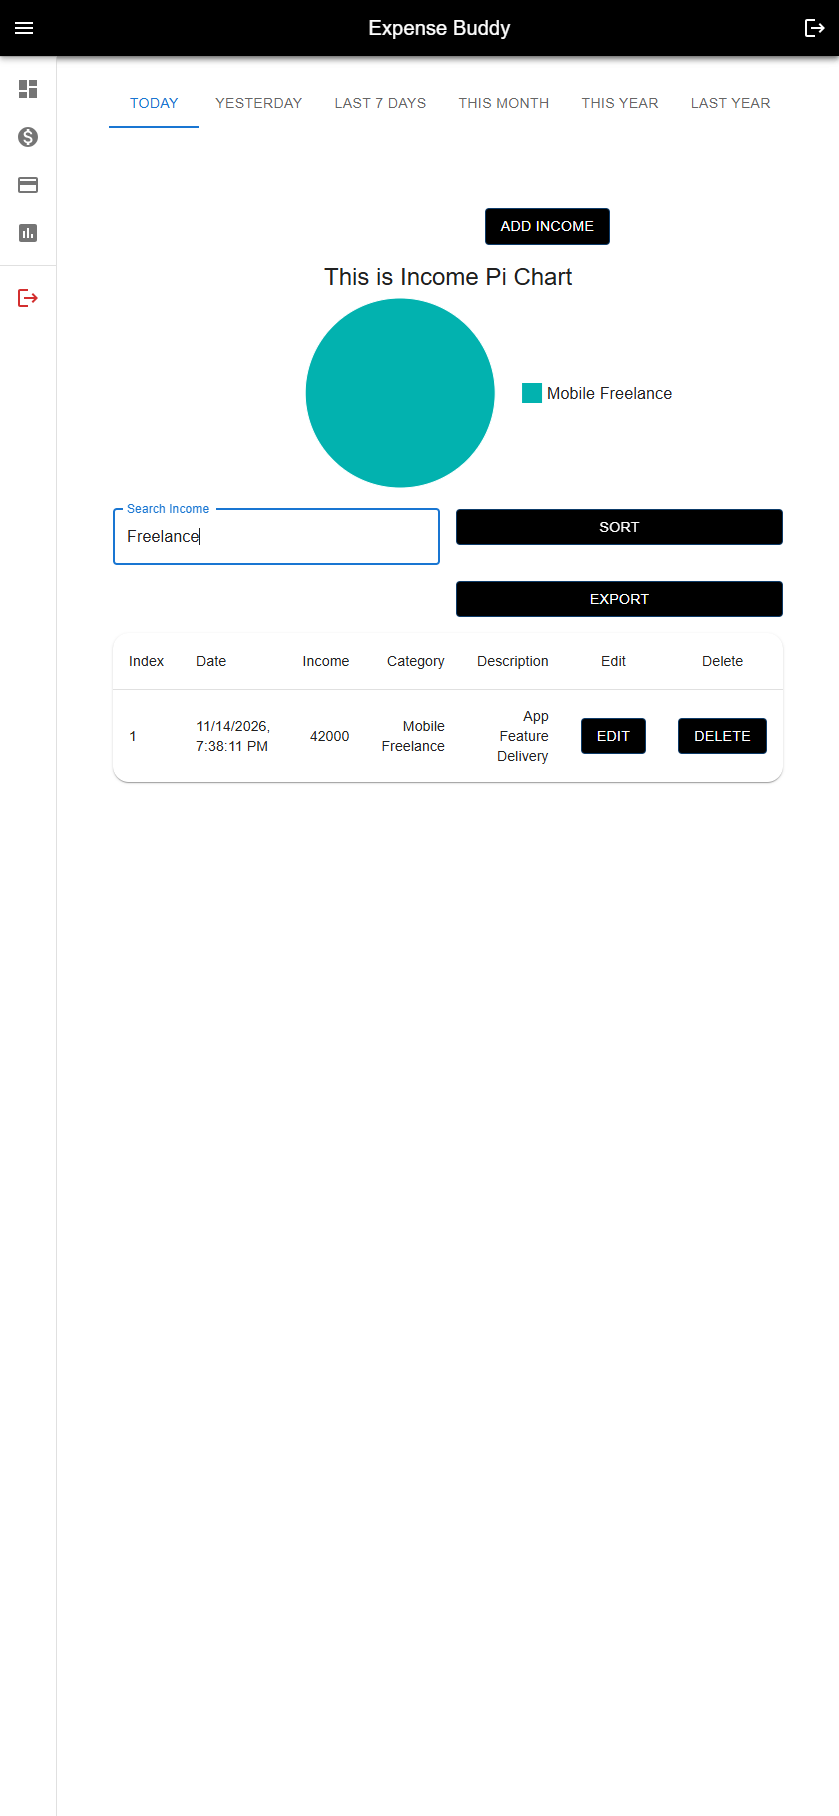 Expense Buddy
TODAY
YESTERDAY
LAST 7 DAYS
THIS MONTH
THIS YEAR
LAST YEAR
ADD INCOME
This is Income Pi Chart
Mobile Freelance
Search Income
Freelance
SORT
EXPORT
Index Date Income Category Description Edit Delete
1
11/14/2026,
7:38:11 PM
42000
Mobile
Freelance
App
Feature
Delivery
EDIT
DELETE